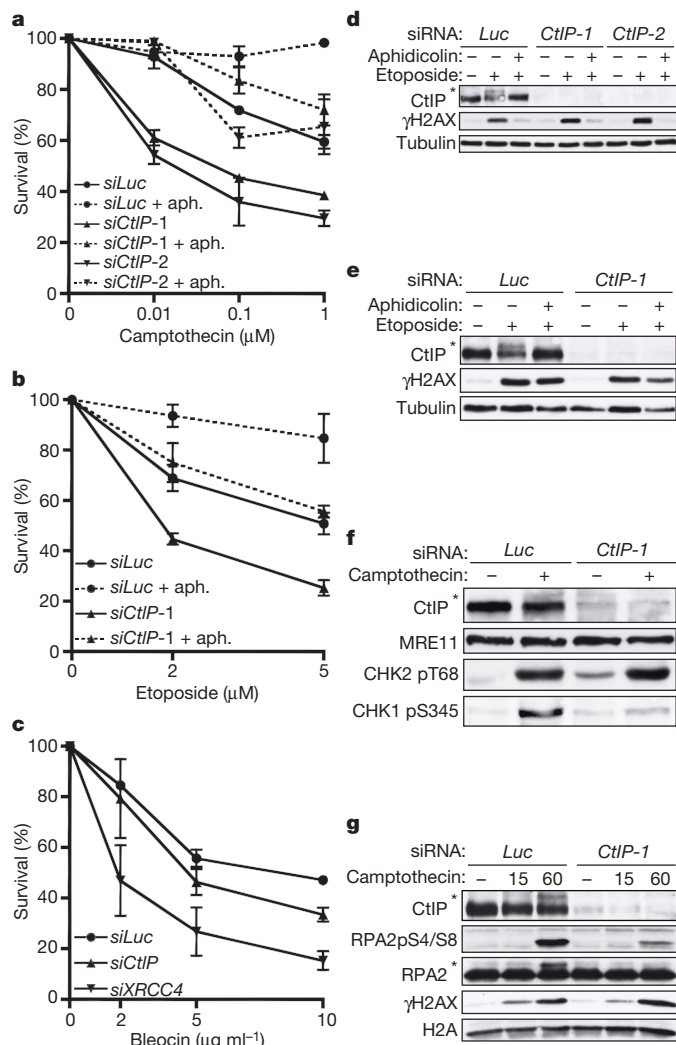 a
100
80
60
40
20
0
Survival (%)
siLuc
siLuc + aph.
siCtIP-1
siCtIP-1 + aph.
siCtIP-2
siCtIP-2 + aph.
0 0.01 0.1 1
Camptothecin (μM)
b
100
80
60
40
20
0
Survival (%)
siLuc
siLuc + aph.
siCtIP-1
siCtIP-1 + aph.
0 2 5
Etoposide (μM)
c
100
80
60
40
20
0
Survival (%)
siLuc
siCtIP
siXRCC4
0 2 5 10
Bleocin (μg ml–1)
d
siRNA: Luc CtIP-1 CtIP-2
Aphidicolin: – – + – – + – – +
Etoposide: – + + – + + – + +
CtIP *
γH2AX
Tubulin
e
siRNA: Luc CtIP-1
Aphidicolin: – – + – – +
Etoposide: – + + – + +
CtIP *
γH2AX
Tubulin
f
siRNA: Luc CtIP-1
Camptothecin: – + – +
CtIP *
MRE11
CHK2 pT68
CHK1 pS345
g
siRNA: Luc CtIP-1
Camptothecin: – 15 60 – 15 60
CtIP *
RPA2pS4/S8
RPA2 *
γH2AX
H2A